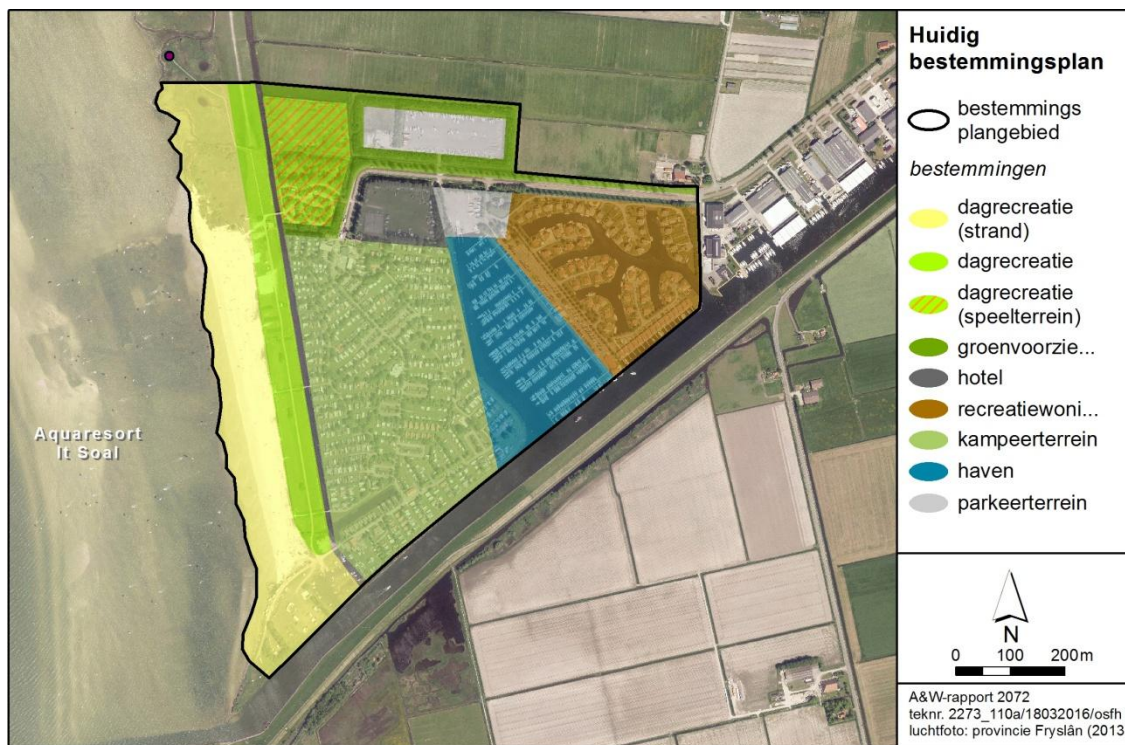 Huidig
bestemmingsplan
bestemmings
plangebied
bestemmingen
dagrecreatie
(strand)
dagrecreatie
dagrecreatie
(speelterrein)
groenvoorzie...
hotel
recreatiewoni...
kampeerterrein
haven
parkeerterrein
Aquaresort
It Soal
N
0 100 200m
A&W-rapport 2072
teknr. 2273_110a/18032016/osfh
luchtfoto: provincie Fryslân (2013